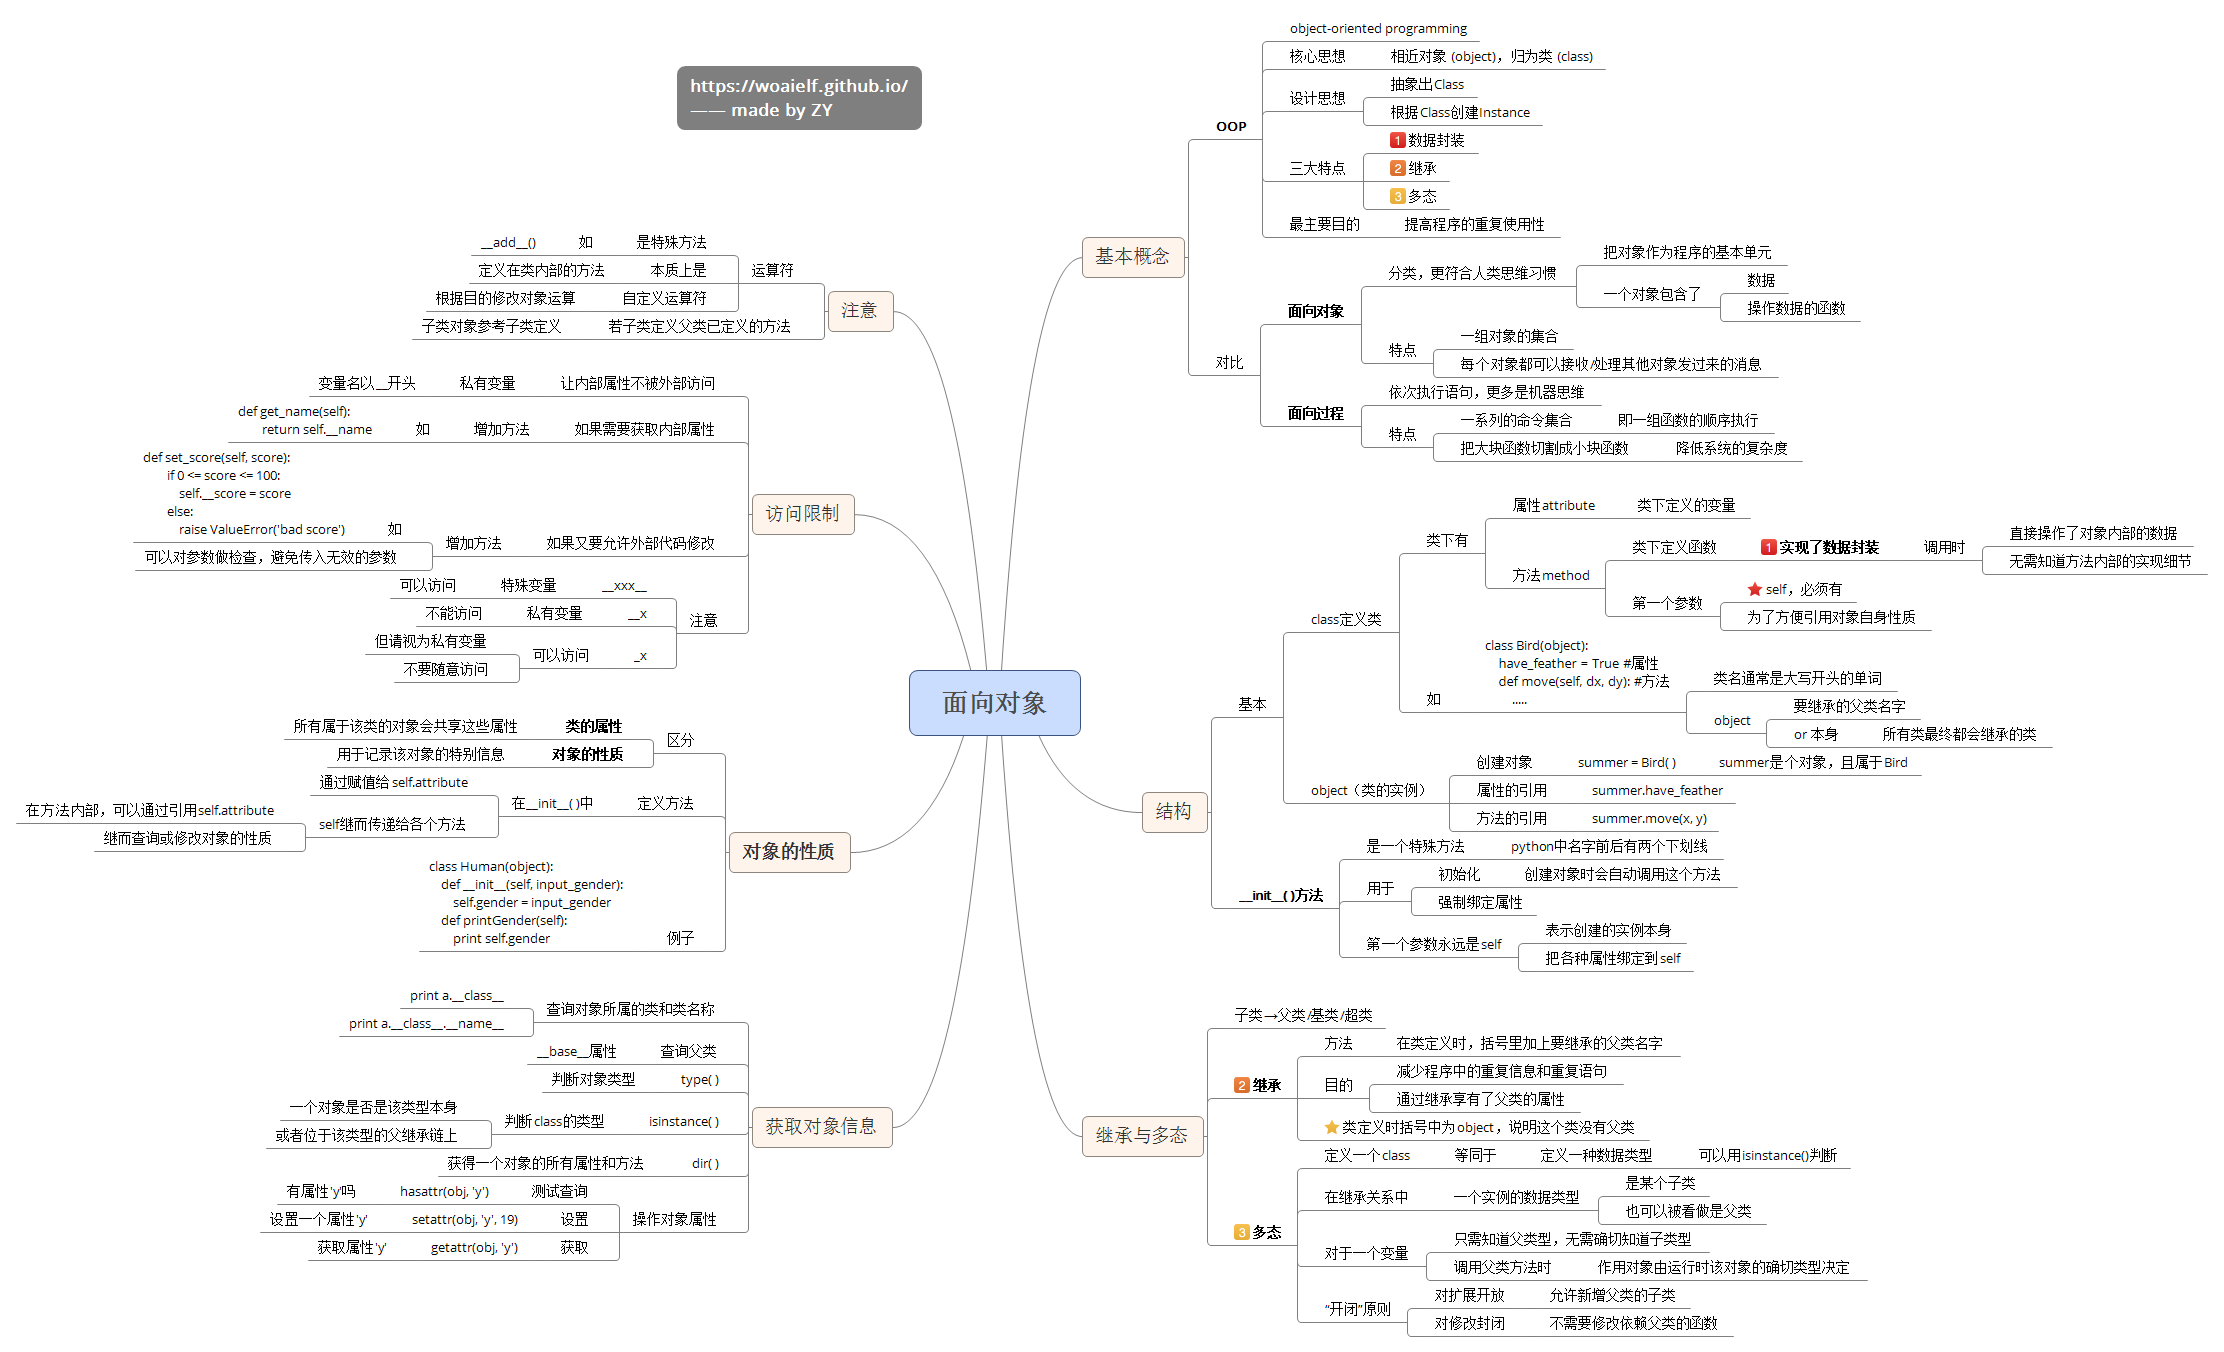 https://woaielf.github.io/
—— made by ZY
面向对象
基本概念
OOP
object-oriented programming
核心思想
相近对象 (object)，归为类 (class)
设计思想
抽象出Class
根据Class创建Instance
三大特点
1 数据封装
2 继承
3 多态
最主要目的
提高程序的重复使用性
对比
面向对象
分类，更符合人类思维习惯
把对象作为程序的基本单元
一个对象包含了
数据
操作数据的函数
特点
一组对象的集合
每个对象都可以接收/处理其他对象发过来的消息
面向过程
依次执行语句，更多是机器思维
特点
一系列的命令集合
即一组函数的顺序执行
把大块函数切割成小块函数
降低系统的复杂度
结构
基本
class定义类
类下有
属性attribute
类下定义的变量
方法method
类下定义函数
1 实现了数据封装
调用时
直接操作了对象内部的数据
无需知道方法内部的实现细节
第一个参数
self，必须有
为了方便引用对象自身性质
如
class Bird(object):
have_feather = True #属性
def move(self, dx, dy): #方法
.....
类名通常是大写开头的单词
object
要继承的父类名字
or 本身
所有类最终都会继承的类
object（类的实例）
创建对象
summer = Bird( )
summer是个对象，且属于Bird
属性的引用
summer.have_feather
方法的引用
summer.move(x, y)
__init__( )方法
是一个特殊方法
python中名字前后有两个下划线
用于
初始化
创建对象时会自动调用这个方法
强制绑定属性
第一个参数永远是self
表示创建的实例本身
把各种属性绑定到self
继承与多态
子类→父类/基类/超类
2 继承
方法
在类定义时，括号里加上要继承的父类名字
目的
减少程序中的重复信息和重复语句
通过继承享有了父类的属性
类定义时括号中为object，说明这个类没有父类
3 多态
定义一个class
等同于
定义一种数据类型
可以用isinstance()判断
在继承关系中
一个实例的数据类型
是某个子类
也可以被看做是父类
对于一个变量
只需知道父类型，无需确切知道子类型
调用父类方法时
作用对象由运行时该对象的确切类型决定
“开闭”原则
对扩展开放
允许新增父类的子类
对修改封闭
不需要修改依赖父类的函数
注意
运算符
是特殊方法
如
__add__()
本质上是
定义在类内部的方法
自定义运算符
根据目的修改对象运算
若子类定义父类已定义的方法
子类对象参考子类定义
访问限制
让内部属性不被外部访问
私有变量
变量名以__开头
如果需要获取内部属性
增加方法
如
def get_name(self):
return self.__name
如果又要允许外部代码修改
增加方法
如
def set_score(self, score):
if 0 <= score <= 100:
self.__score = score
else:
raise ValueError('bad score')
可以对参数做检查，避免传入无效的参数
注意
__xxx__
特殊变量
可以访问
__x
私有变量
不能访问
_x
可以访问
但请视为私有变量
不要随意访问
对象的性质
区分
类的属性
所有属于该类的对象会共享这些属性
对象的性质
用于记录该对象的特别信息
定义方法
在__init__( )中
通过赋值给 self.attribute
self继而传递给各个方法
在方法内部，可以通过引用self.attribute
继而查询或修改对象的性质
例子
class Human(object):
def __init__(self, input_gender):
self.gender = input_gender
def printGender(self):
print self.gender
获取对象信息
查询对象所属的类和类名称
print a.__class__
print a.__class__.__name__
查询父类
__base__属性
type( )
判断对象类型
isinstance( )
判断class的类型
一个对象是否是该类型本身
或者位于该类型的父继承链上
dir( )
获得一个对象的所有属性和方法
操作对象属性
测试查询
hasattr(obj, 'y')
有属性'y'吗
设置
setattr(obj, 'y', 19)
设置一个属性'y'
获取
getattr(obj, 'y')
获取属性'y'